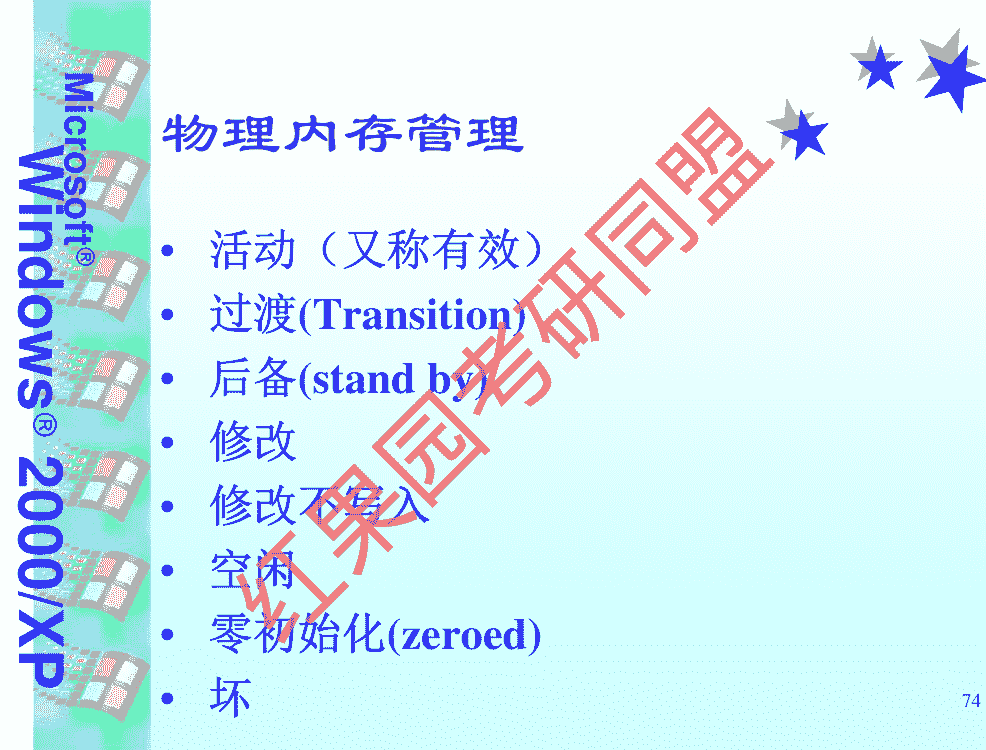 Microsoft®
Windows® 2000/XP
物理内存管理
• 活动（又称有效）
• 过渡(Transition)
• 后备(stand by)
• 修改
• 修改不写入
• 空闲
• 零初始化(zeroed)
• 坏
红果园考研同盟
74